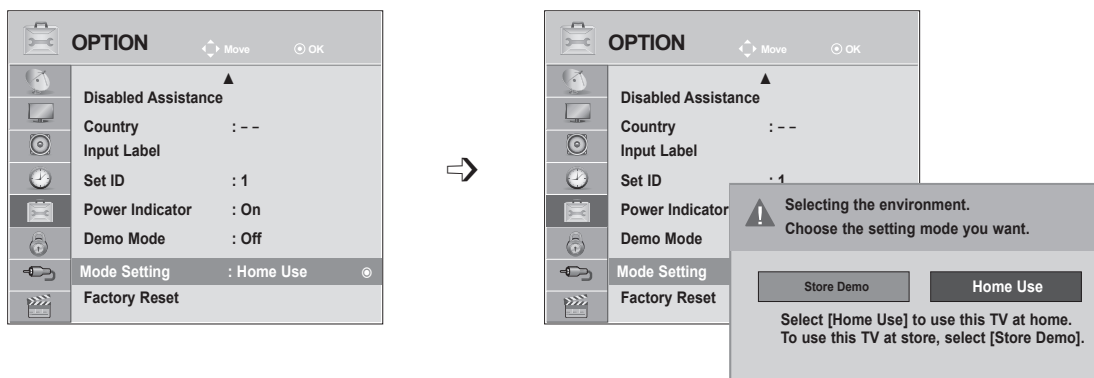 OPTION
Move
OK
Disabled Assistance
Country : – –
Input Label
Set ID : 1
Power Indicator : On
Demo Mode : Off
Mode Setting : Home Use
Factory Reset
OPTION
Move
OK
Disabled Assistance
Country : – –
Input Label
Set ID : 1
Power Indicator
Demo Mode
Mode Setting
Factory Reset
Selecting the environment.
Choose the setting mode you want.
Store Demo
Home Use
Select [Home Use] to use this TV at home.
To use this TV at store, select [Store Demo].